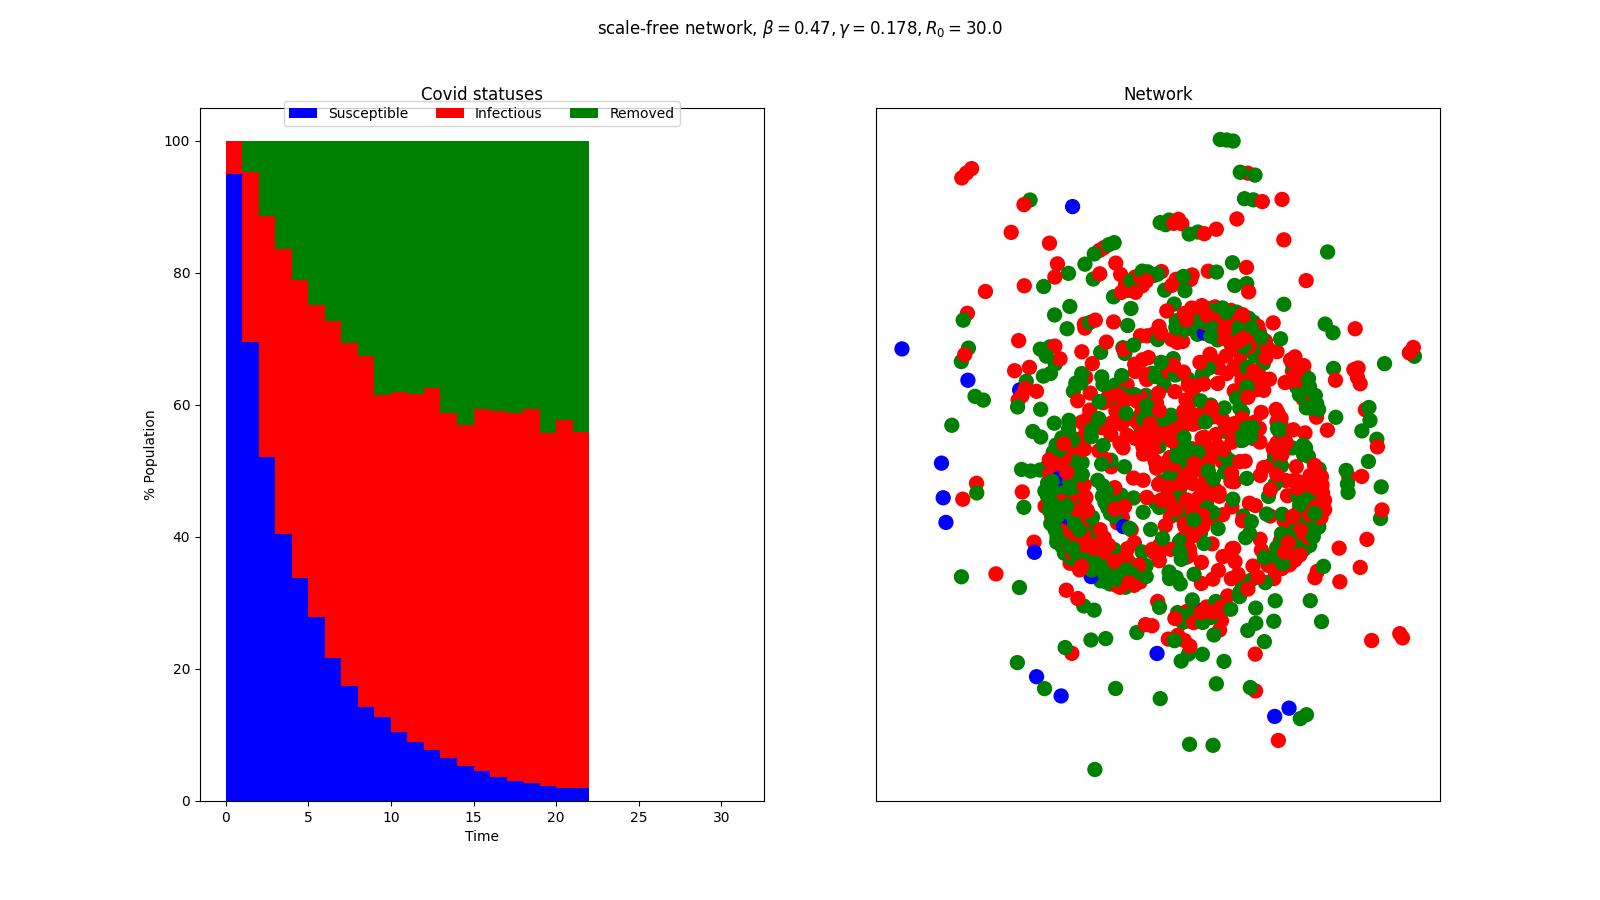 scale-free network, β = 0.47, γ = 0.178, R₀ = 30.0
Covid statuses
Susceptible Infectious Removed
100
80
60
40
20
0
% Population
0 5 10 15 20 25 30
Time
Network